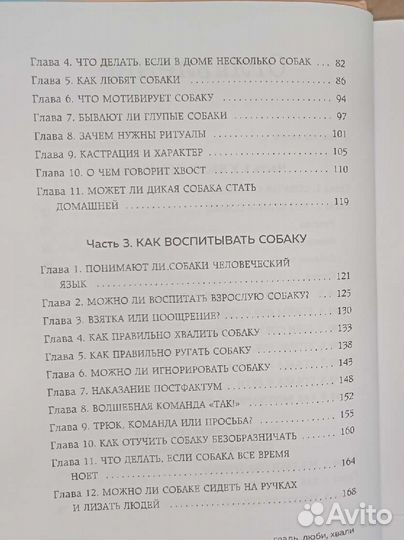 Глава 4. ЧТО ДЕЛАТЬ, ЕСЛИ В ДОМЕ НЕСКОЛЬКО СОБАК 82
Глава 5. КАК ЛЮБЯТ СОБАКИ 86
Глава 6. ЧТО МОТИВИРУЕТ СОБАКУ 94
Глава 7. БЫВАЮТ ЛИ ГЛУПЫЕ СОБАКИ 97
Глава 8. ЗАЧЕМ НУЖНЫ РИТУАЛЫ 101
Глава 9. КАСТРАЦИЯ И ХАРАКТЕР 105
Глава 10. О ЧЕМ ГОВОРИТ ХВОСТ 110
Глава 11. МОЖЕТ ЛИ ДИКАЯ СОБАКА СТАТЬ
ДОМАШНЕЙ 119
Часть 3. КАК ВОСПИТЫВАТЬ СОБАКУ
Глава 1. ПОНИМАЮТ ЛИ СОБАКИ ЧЕЛОВЕЧЕСКИЙ
ЯЗЫК 121
Глава 2. МОЖНО ЛИ ВОСПИТАТЬ ВЗРОСЛУЮ СОБАКУ? 125
Глава 3. ВЗЯТКА ИЛИ ПООЩРЕНИЕ? 130
Глава 4. КАК ПРАВИЛЬНО ХВАЛИТЬ СОБАКУ 133
Глава 5. КАК ПРАВИЛЬНО РУГАТЬ СОБАКУ 138
Глава 6. МОЖНО ЛИ ИГНОРИРОВАТЬ СОБАКУ 143
Глава 7. НАКАЗАНИЕ ПОСТФАКТУМ 148
Глава 8. ВОЛШЕБНАЯ КОМАНДА «ТАК!» 152
Глава 9. ТРЮК, КОМАНДА ИЛИ ПРОСЬБА? 155
Глава 10. КАК ОТУЧИТЬ СОБАКУ БЕЗОБРАЗНИЧАТЬ 160
Глава 11. ЧТО ДЕЛАТЬ, ЕСЛИ СОБАКА ВСЕ ВРЕМЯ
НОЕТ 164
Глава 12. МОЖНО ЛИ СОБАКЕ СИДЕТЬ НА РУЧКАХ
И ЛИЗАТЬ ЛЮДЕЙ 168
люби, хвали
Avito